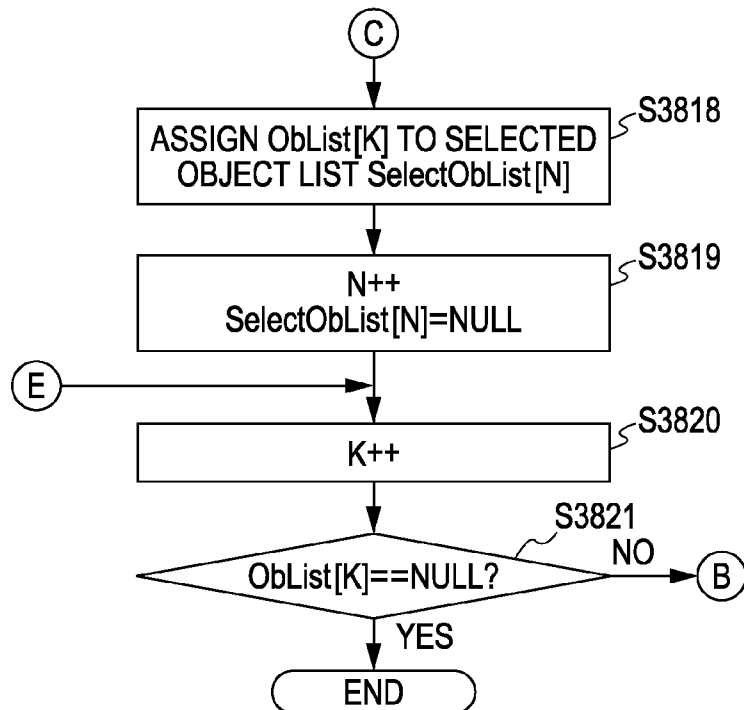 C
S3818
ASSIGN ObList[K] TO SELECTED
OBJECT LIST SelectObList[N]
S3819
N++
SelectObList[N]=NULL
E
S3820
K++
S3821
ObList[K]==NULL?
NO
B
YES
END